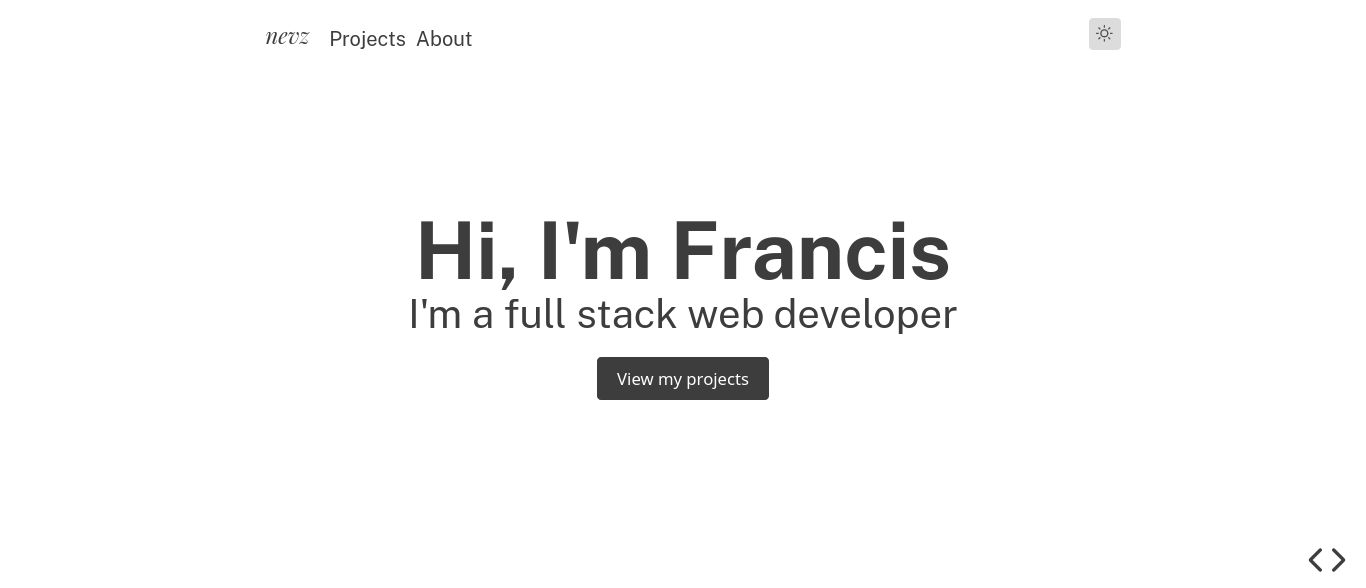 nevz Projects About
Hi, I'm Francis
I'm a full stack web developer
View my projects